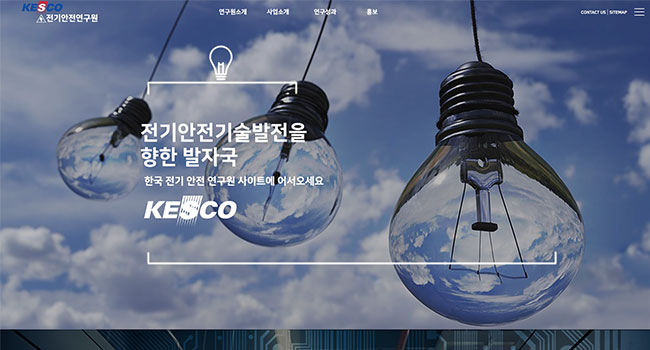 KESCO
전기안전연구원
연구원소개 사업소개 연구성과 홍보
CONTACT US | SITEMAP
전기안전기술발전을
향한 발자국
한국 전기 안전 연구원 사이트에 어서오세요
KESCO